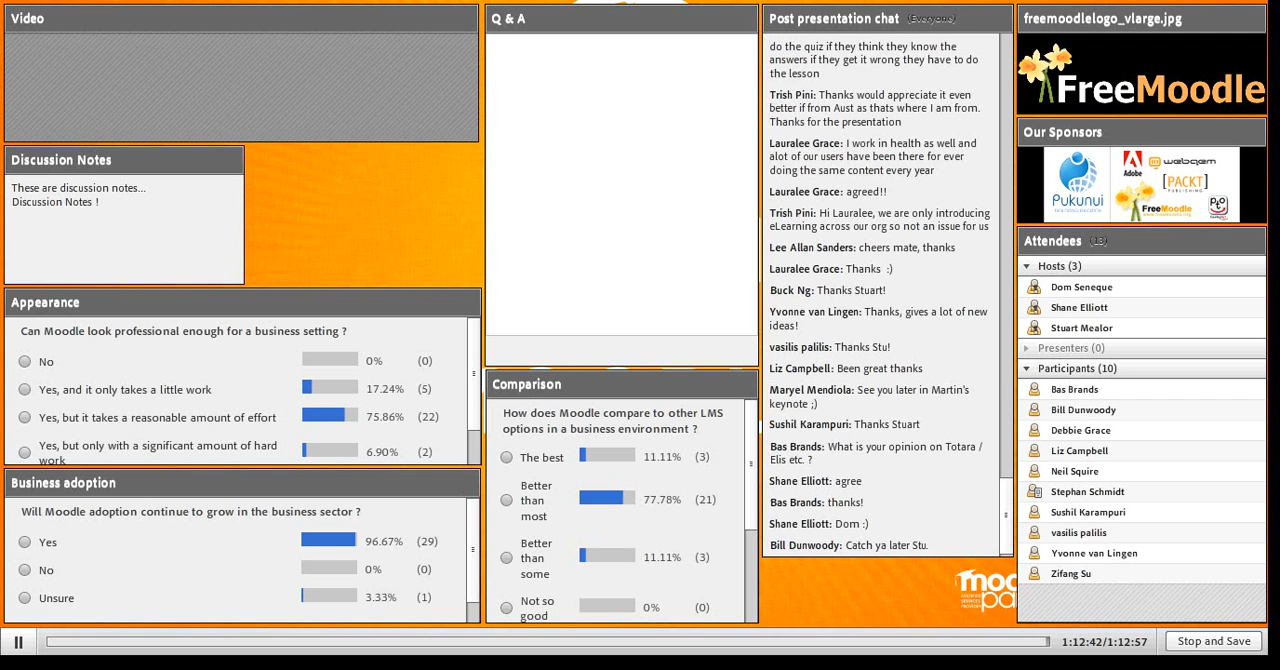 Video
Discussion Notes
These are discussion notes...
Discussion Notes !
Appearance
Can Moodle look professional enough for a business setting ?
No 0% (0)
Yes, and it only takes a little work 17.24% (5)
Yes, but it takes a reasonable amount of effort 75.86% (22)
Yes, but only with a significant amount of hard
work 6.90% (2)
Business adoption
Will Moodle adoption continue to grow in the business sector ?
Yes 96.67% (29)
No 0% (0)
Unsure 3.33% (1)
Q & A
Comparison
How does Moodle compare to other LMS
options in a business environment ?
The best 11.11% (3)
Better
than
most 77.78% (21)
Better
than
some 11.11% (3)
Not so
good 0% (0)
Post presentation chat (Everyone)
do the quiz if they think they know the
answers if they get it wrong they have to do
the lesson
Trish Pini: Thanks would appreciate it even
better if from Aust as thats where I am from.
Thanks for the presentation
Lauralee Grace: I work in health as well and
alot of our users have been there for ever
doing the same content every year
Lauralee Grace: agreed!!
Trish Pini: Hi Lauralee, we are only introducing
eLearning across our org so not an issue for us
Lee Allan Sanders: cheers mate, thanks
Lauralee Grace: Thanks :)
Buck Ng: Thanks Stuart!
Yvonne van Lingen: Thanks, gives a lot of new
ideas!
vasilis palilis: Thanks Stu!
Liz Campbell: Been great thanks
Maryel Mendiola: See you later in Martin's
keynote ;)
Sushil Karampuri: Thanks Stuart
Bas Brands: What is your opinion on Totara /
Elis etc. ?
Shane Elliott: agree
Bas Brands: thanks!
Shane Elliott: Dom :)
Bill Dunwoody: Catch ya later Stu.
freemoodlelogo_vlarge.jpg
FreeMoodle
Our Sponsors
Pukunui
Adobe
webqem
[PACKT]
PUBLISHING
FreeMoodle
Attendees (13)
Hosts (3)
Dom Seneque
Shane Elliott
Stuart Mealor
Presenters (0)
Participants (10)
Bas Brands
Bill Dunwoody
Debbie Grace
Liz Campbell
Neil Squire
Stephan Schmidt
Sushil Karampuri
vasilis palilis
Yvonne van Lingen
Zifang Su
1:12:42/1:12:57
Stop and Save